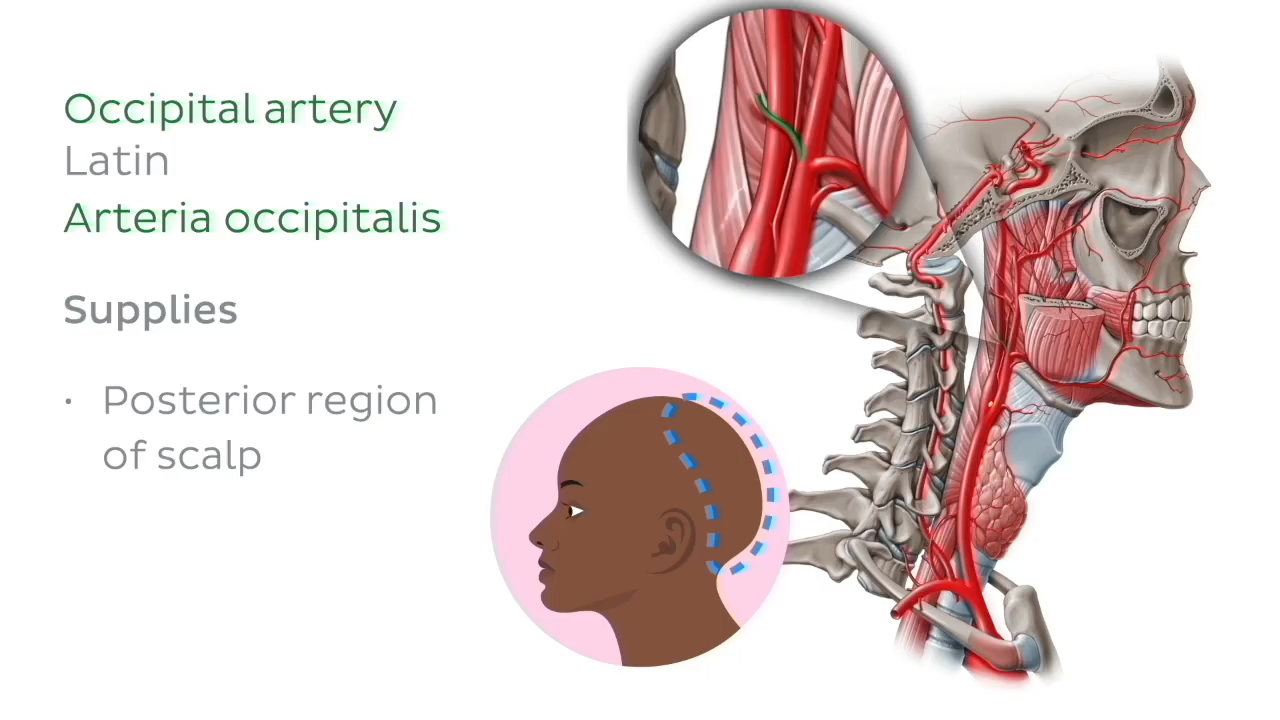 Occipital artery
Latin
Arteria occipitalis
Supplies
• Posterior region
of scalp